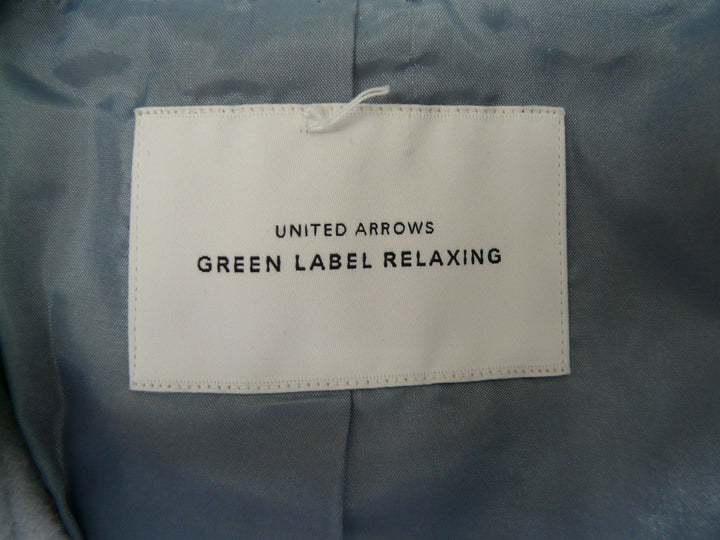 UNITED ARROWS
GREEN LABEL RELAXING